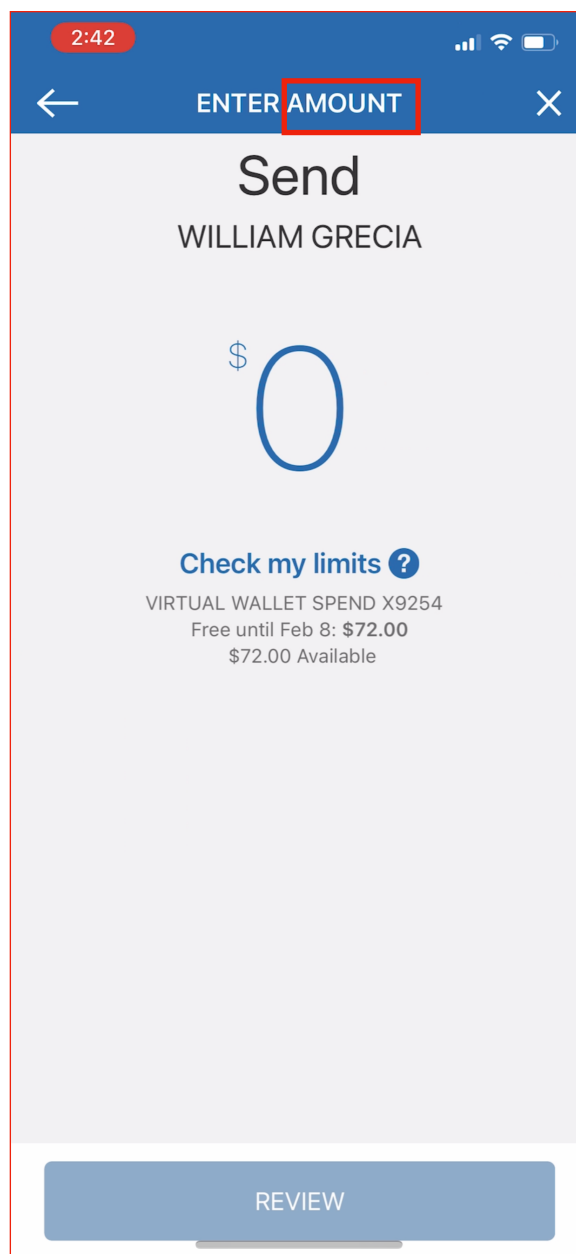 2:42
ENTER AMOUNT
Send
WILLIAM GRECIA
$0
Check my limits ?
VIRTUAL WALLET SPEND X9254
Free until Feb 8: $72.00
$72.00 Available
REVIEW